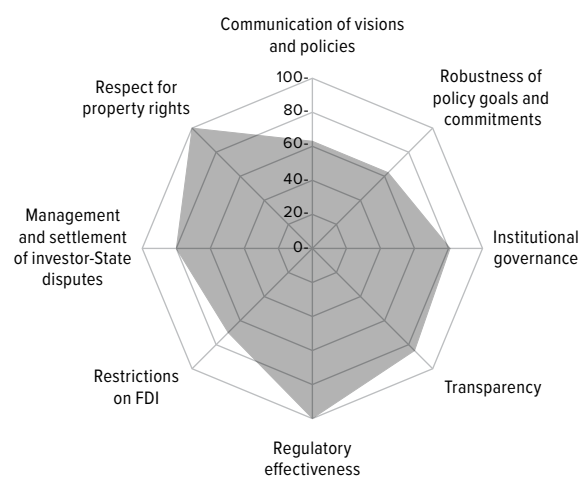 Communication of visions
and policies
Robustness of
policy goals and
commitments
Respect for
property rights
100-
80-
60-
40-
20-
0-
Management
and settlement
of investor-State
disputes
Institutional
governance
Restrictions
on FDI
Transparency
Regulatory
effectiveness